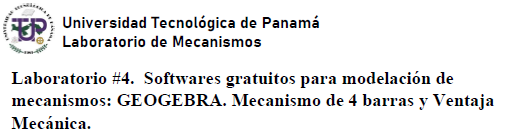 Universidad Tecnológica de Panamá
Laboratorio de Mecanismos
Laboratorio #4. Softwares gratuitos para modelación de
mecanismos: GEOGEBRA. Mecanismo de 4 barras y Ventaja
Mecánica.